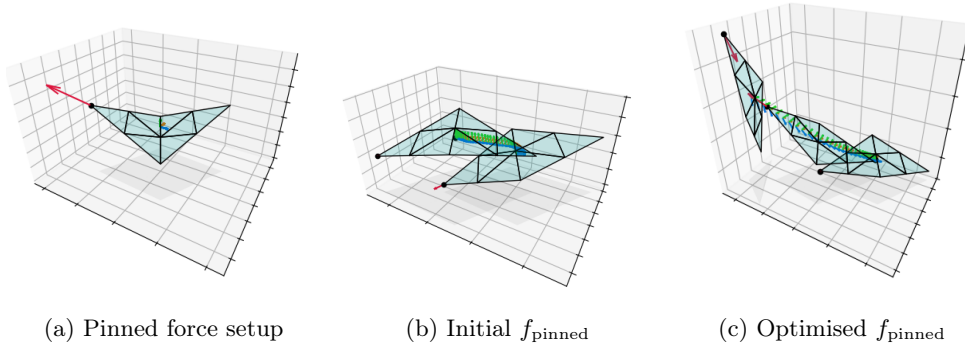 (a) Pinned force setup
(b) Initial f_pinned
(c) Optimised f_pinned